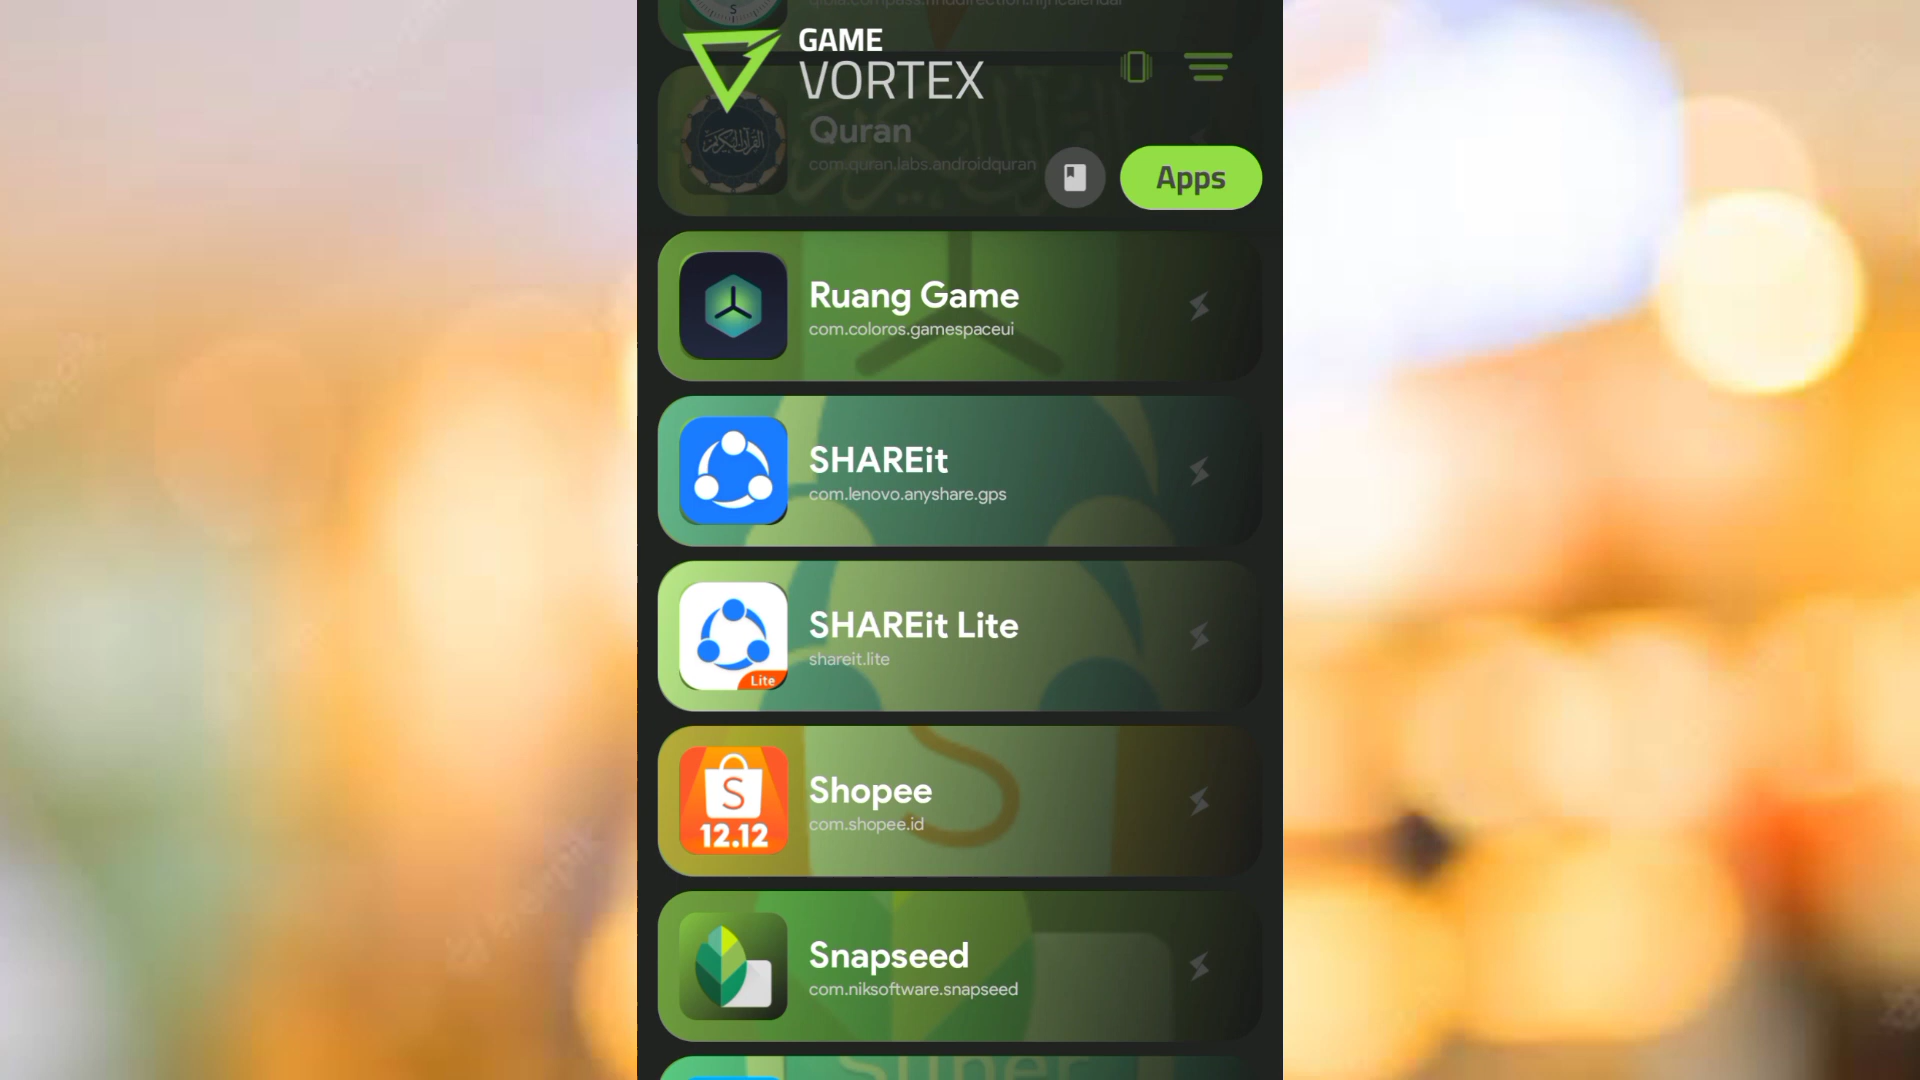 GAME
VORTEX
Quran
com.quran.labs.androidquran
Apps
Ruang Game
com.coloros.gamespaceui
SHAREit
com.lenovo.anyshare.gps
SHAREit Lite
shareit.lite
Lite
Shopee
com.shopee.id
S
12.12
Snapseed
com.niksoftware.snapseed